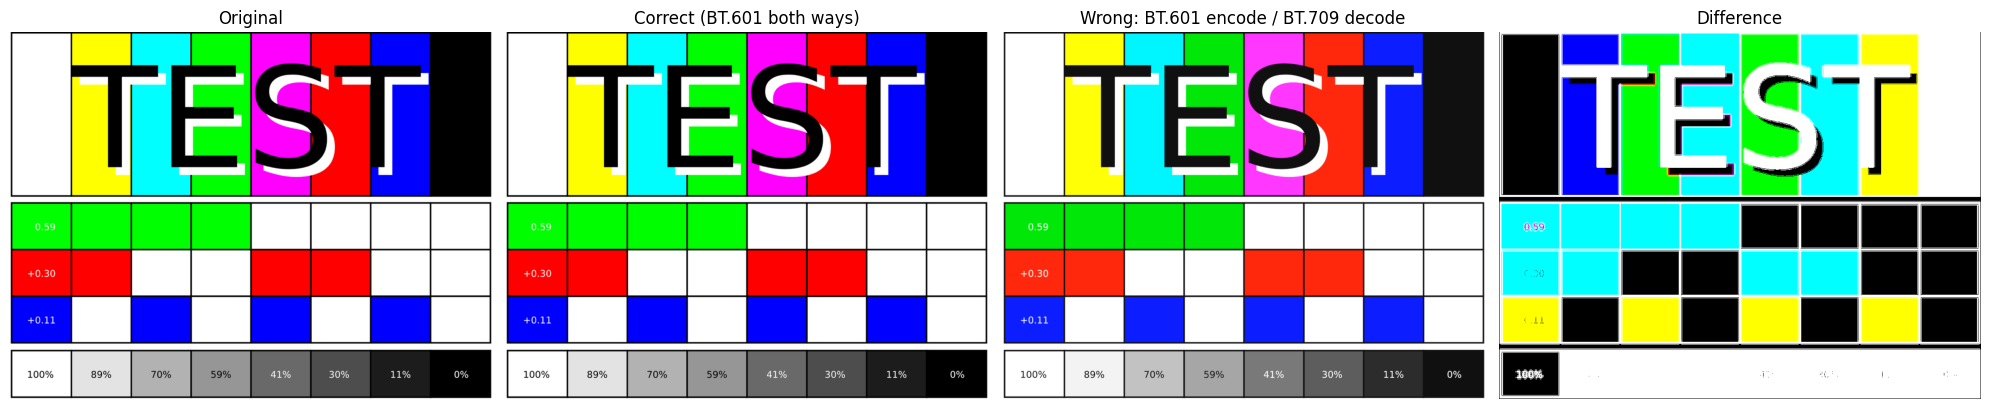 Original
TEST
0.59
+0.30
+0.11
100% 89% 70% 59% 41% 30% 11% 0%
Correct (BT.601 both ways)
TEST
0.59
+0.30
+0.11
100% 89% 70% 59% 41% 30% 11% 0%
Wrong: BT.601 encode / BT.709 decode
TEST
0.59
+0.30
+0.11
100% 89% 70% 59% 41% 30% 11% 0%
Difference
TEST
0.59
100%